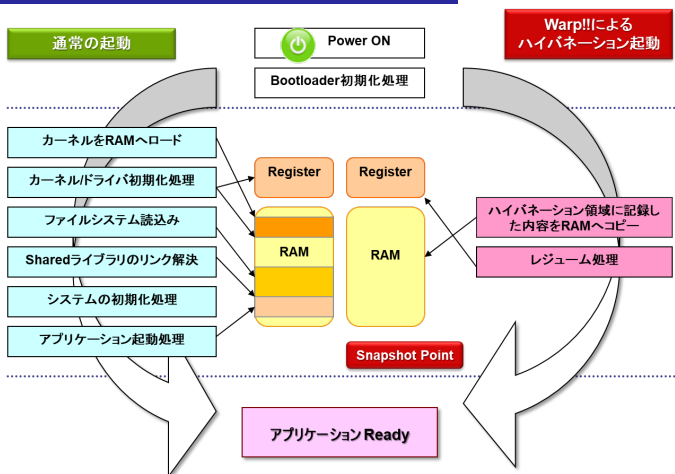 通常の起動
Power ON
Warp!!による
ハイバネーション起動
Bootloader初期化処理
カーネルをRAMへロード
カーネル/ドライバ初期化処理
ファイルシステム読込み
Sharedライブラリのリンク解決
システムの初期化処理
アプリケーション起動処理
Register
Register
RAM
RAM
ハイバネーション領域に記録し
た内容をRAMへコピー
レジューム処理
Snapshot Point
アプリケーション Ready